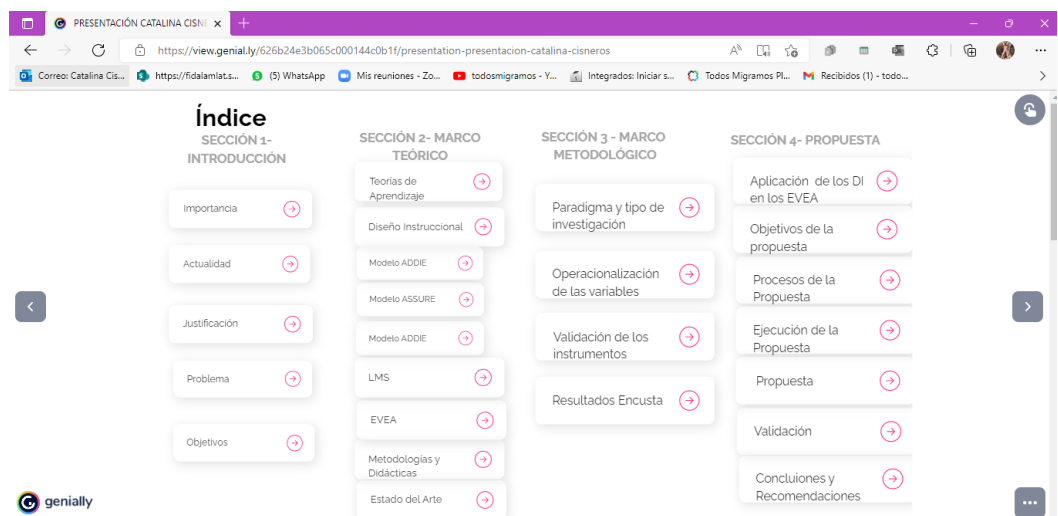 PRESENTACIÓN CATALINA CISN
https://view.genial.ly/626b24e3b065c000144c0b1f/presentation-presentacion-catalina-cisneros
Correo: Catalina Cis...
https://fidalamlat.s...
(5) WhatsApp
Mis reuniones - Zo...
todosmigramos - Y...
Integrados: Iniciar s...
Todos Migramos Pl...
Recibidos (1) - todo...
Índice
SECCIÓN 1-
INTRODUCCIÓN
Importancia
Actualidad
Justificación
Problema
Objetivos
SECCIÓN 2- MARCO
TEÓRICO
Teorías de
Aprendizaje
Diseño Instruccional
Modelo ADDIE
Modelo ASSURE
Modelo ADDIE
LMS
EVEA
Metodologías y
Didácticas
Estado del Arte
SECCIÓN 3 - MARCO
METODOLÓGICO
Paradigma y tipo de
investigación
Operacionalización
de las variables
Validación de los
instrumentos
Resultados Encusta
SECCIÓN 4- PROPUESTA
Aplicación de los DI
en los EVEA
Objetivos de la
propuesta
Procesos de la
Propuesta
Ejecución de la
Propuesta
Propuesta
Validación
Concluiones y
Recomendaciones
genially